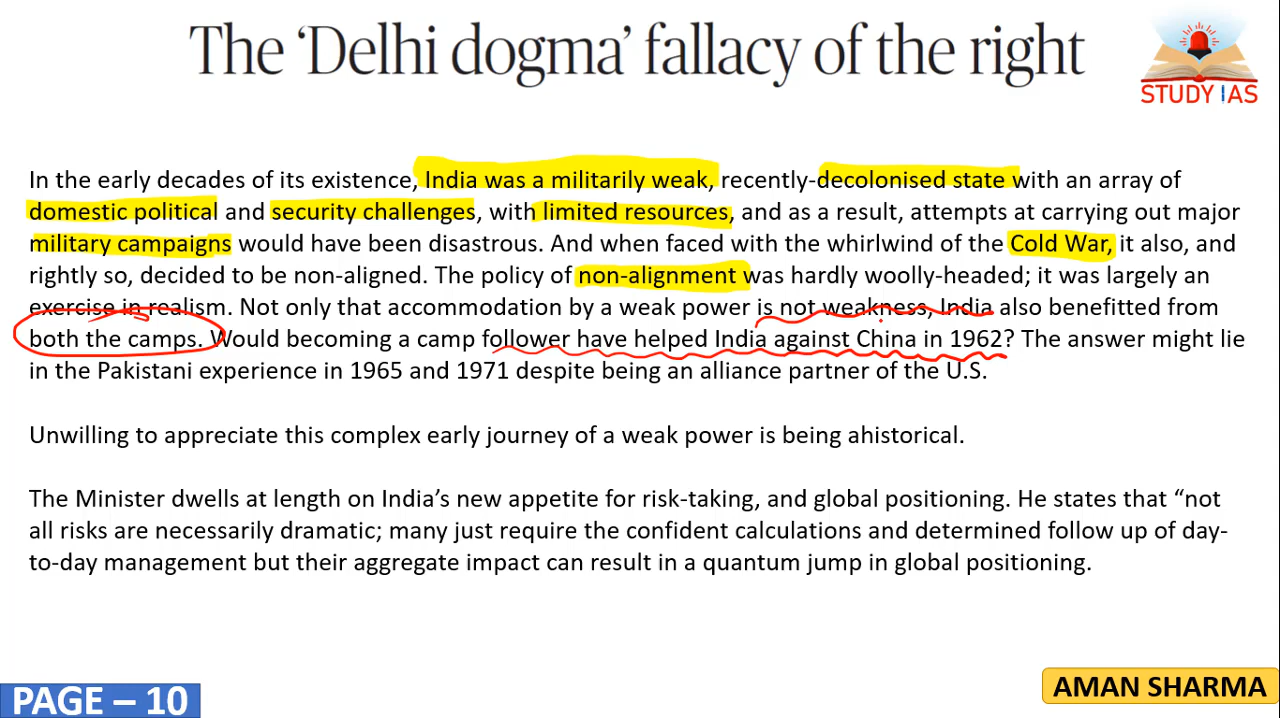 The ‘Delhi dogma’ fallacy of the right
STUDY IAS
In the early decades of its existence, India was a militarily weak, recently-decolonised state with an array of
domestic political and security challenges, with limited resources, and as a result, attempts at carrying out major
military campaigns would have been disastrous. And when faced with the whirlwind of the Cold War, it also, and
rightly so, decided to be non-aligned. The policy of non-alignment was hardly woolly-headed; it was largely an
exercise in realism. Not only that accommodation by a weak power is not weakness, India also benefitted from
both the camps. Would becoming a camp follower have helped India against China in 1962? The answer might lie
in the Pakistani experience in 1965 and 1971 despite being an alliance partner of the U.S.
Unwilling to appreciate this complex early journey of a weak power is being ahistorical.
The Minister dwells at length on India’s new appetite for risk-taking, and global positioning. He states that “not
all risks are necessarily dramatic; many just require the confident calculations and determined follow up of day-
to-day management but their aggregate impact can result in a quantum jump in global positioning.
PAGE – 10
AMAN SHARMA